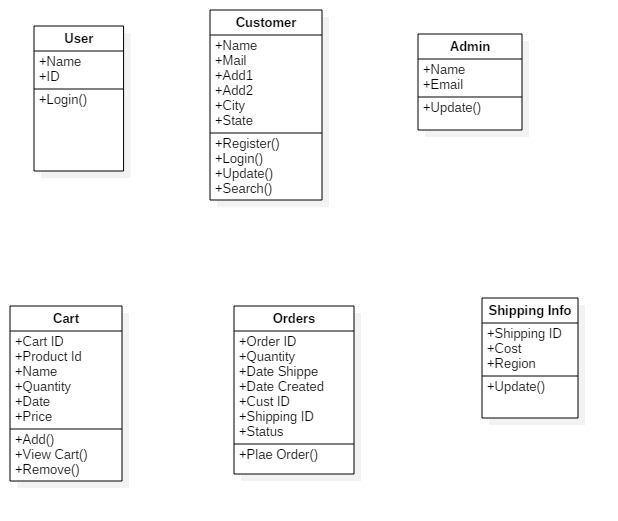 User
+Name
+ID
+Login()
Customer
+Name
+Mail
+Add1
+Add2
+City
+State
+Register()
+Login()
+Update()
+Search()
Admin
+Name
+Email
+Update()
Cart
+Cart ID
+Product Id
+Name
+Quantity
+Date
+Price
+Add()
+View Cart()
+Remove()
Orders
+Order ID
+Quantity
+Date Shippe
+Date Created
+Cust ID
+Shipping ID
+Status
+Plae Order()
Shipping Info
+Shipping ID
+Cost
+Region
+Update()